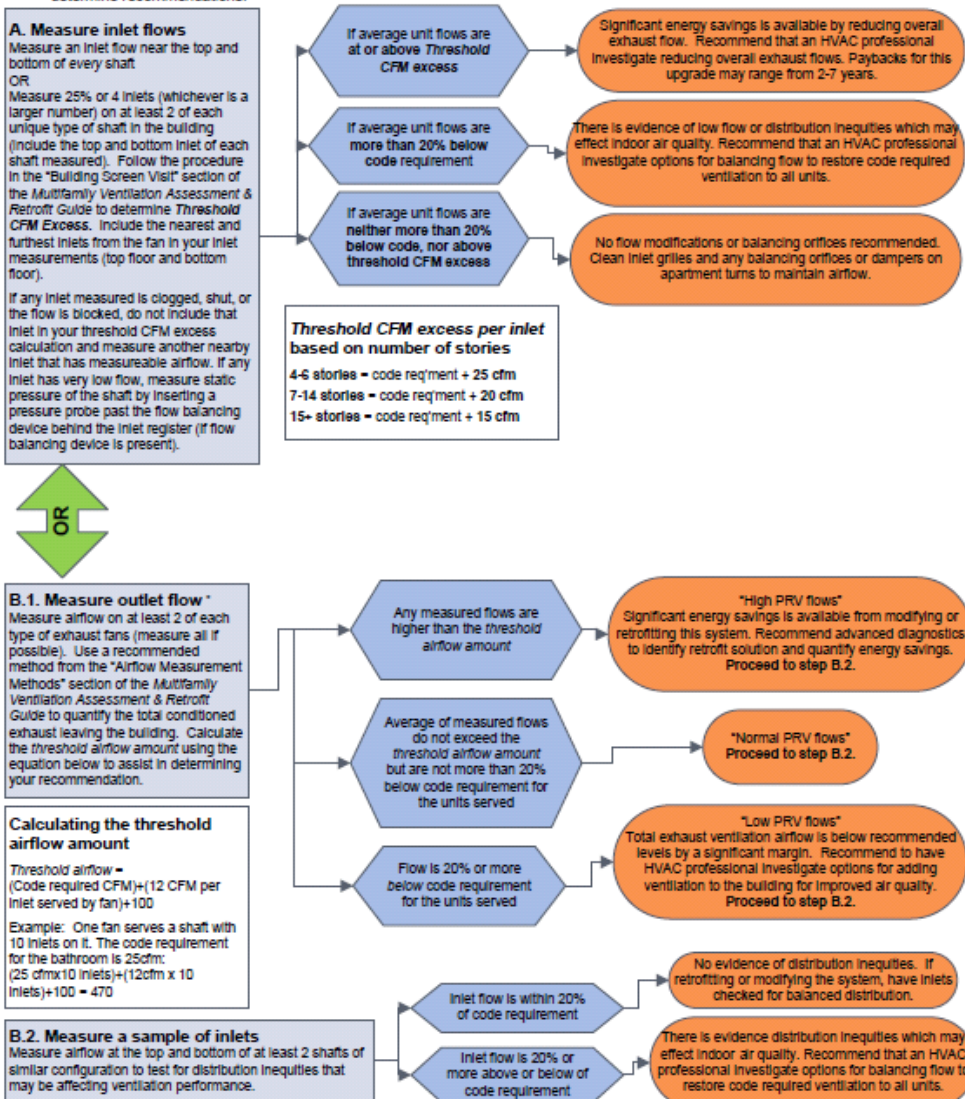 determine recommendations.
A. Measure inlet flows
Measure an inlet flow near the top and
bottom of every shaft
OR
Measure 25% or 4 inlets (whichever is a
larger number) on at least 2 of each
unique type of shaft in the building
(include the top and bottom inlet of each
shaft measured). Follow the procedure
in the "Building Screen Visit" section of
the Multifamily Ventilation Assessment &
Retrofit Guide to determine Threshold
CFM Excess. Include the nearest and
furthest inlets from the fan in your inlet
measurements (top floor and bottom
floor).
If any inlet measured is clogged, shut, or
the flow is blocked, do not include that
inlet in your threshold CFM excess
calculation and measure another nearby
inlet that has measureable airflow. If any
inlet has very low flow, measure static
pressure of the shaft by inserting a
pressure probe past the flow balancing
device behind the inlet register (if flow
balancing device is present).
If average unit flows are
at or above Threshold
CFM excess
Significant energy savings is available by reducing overall
exhaust flow. Recommend that an HVAC professional
investigate reducing overall exhaust flows. Paybacks for this
upgrade may range from 2-7 years.
If average unit flows are
more than 20% below
code requirement
There is evidence of low flow or distribution inequities which may
effect indoor air quality. Recommend that an HVAC professional
investigate options for balancing flow to restore code required
ventilation to all units.
If average unit flows are
neither more than 20%
below code, nor above
threshold CFM excess
No flow modifications or balancing orifices recommended.
Clean inlet grilles and any balancing orifices or dampers on
apartment turns to maintain airflow.
Threshold CFM excess per inlet
based on number of stories
4-6 stories = code req'ment + 25 cfm
7-14 stories = code req'ment + 20 cfm
15+ stories = code req'ment + 15 cfm
OR
B.1. Measure outlet flow *
Measure airflow on at least 2 of each
type of exhaust fans (measure all if
possible). Use a recommended
method from the "Airflow Measurement
Methods" section of the Multifamily
Ventilation Assessment & Retrofit
Guide to quantify the total conditioned
exhaust leaving the building. Calculate
the threshold airflow amount using the
equation below to assist in determining
your recommendation.
Any measured flows are
higher than the threshold
airflow amount
"High PRV flows"
Significant energy savings is available from modifying or
retrofitting this system. Recommend advanced diagnostics
to identify retrofit solution and quantify energy savings.
Proceed to step B.2.
Average of measured flows
do not exceed the
threshold airflow amount
but are not more than 20%
below code requirement for
the units served
"Normal PRV flows"
Proceed to step B.2.
Flow is 20% or more
below code requirement
for the units served
"Low PRV flows"
Total exhaust ventilation airflow is below recommended
levels by a significant margin. Recommend to have
HVAC professional investigate options for adding
ventilation to the building for improved air quality.
Proceed to step B.2.
Calculating the threshold
airflow amount
Threshold airflow =
(Code required CFM)+(12 CFM per
inlet served by fan)+100
Example: One fan serves a shaft with
10 inlets on it. The code requirement
for the bathroom is 25cfm:
(25 cfmx10 inlets)+(12cfm x 10
inlets)+100 = 470
B.2. Measure a sample of inlets
Measure airflow at the top and bottom of at least 2 shafts of
similar configuration to test for distribution inequities that
may be affecting ventilation performance.
Inlet flow is within 20%
of code requirement
No evidence of distribution inequities. If
retrofitting or modifying the system, have inlets
checked for balanced distribution.
Inlet flow is 20% or
more above or below of
code requirement
There is evidence distribution inequities which may
effect indoor air quality. Recommend that an HVAC
professional investigate options for balancing flow to
restore code required ventilation to all units.